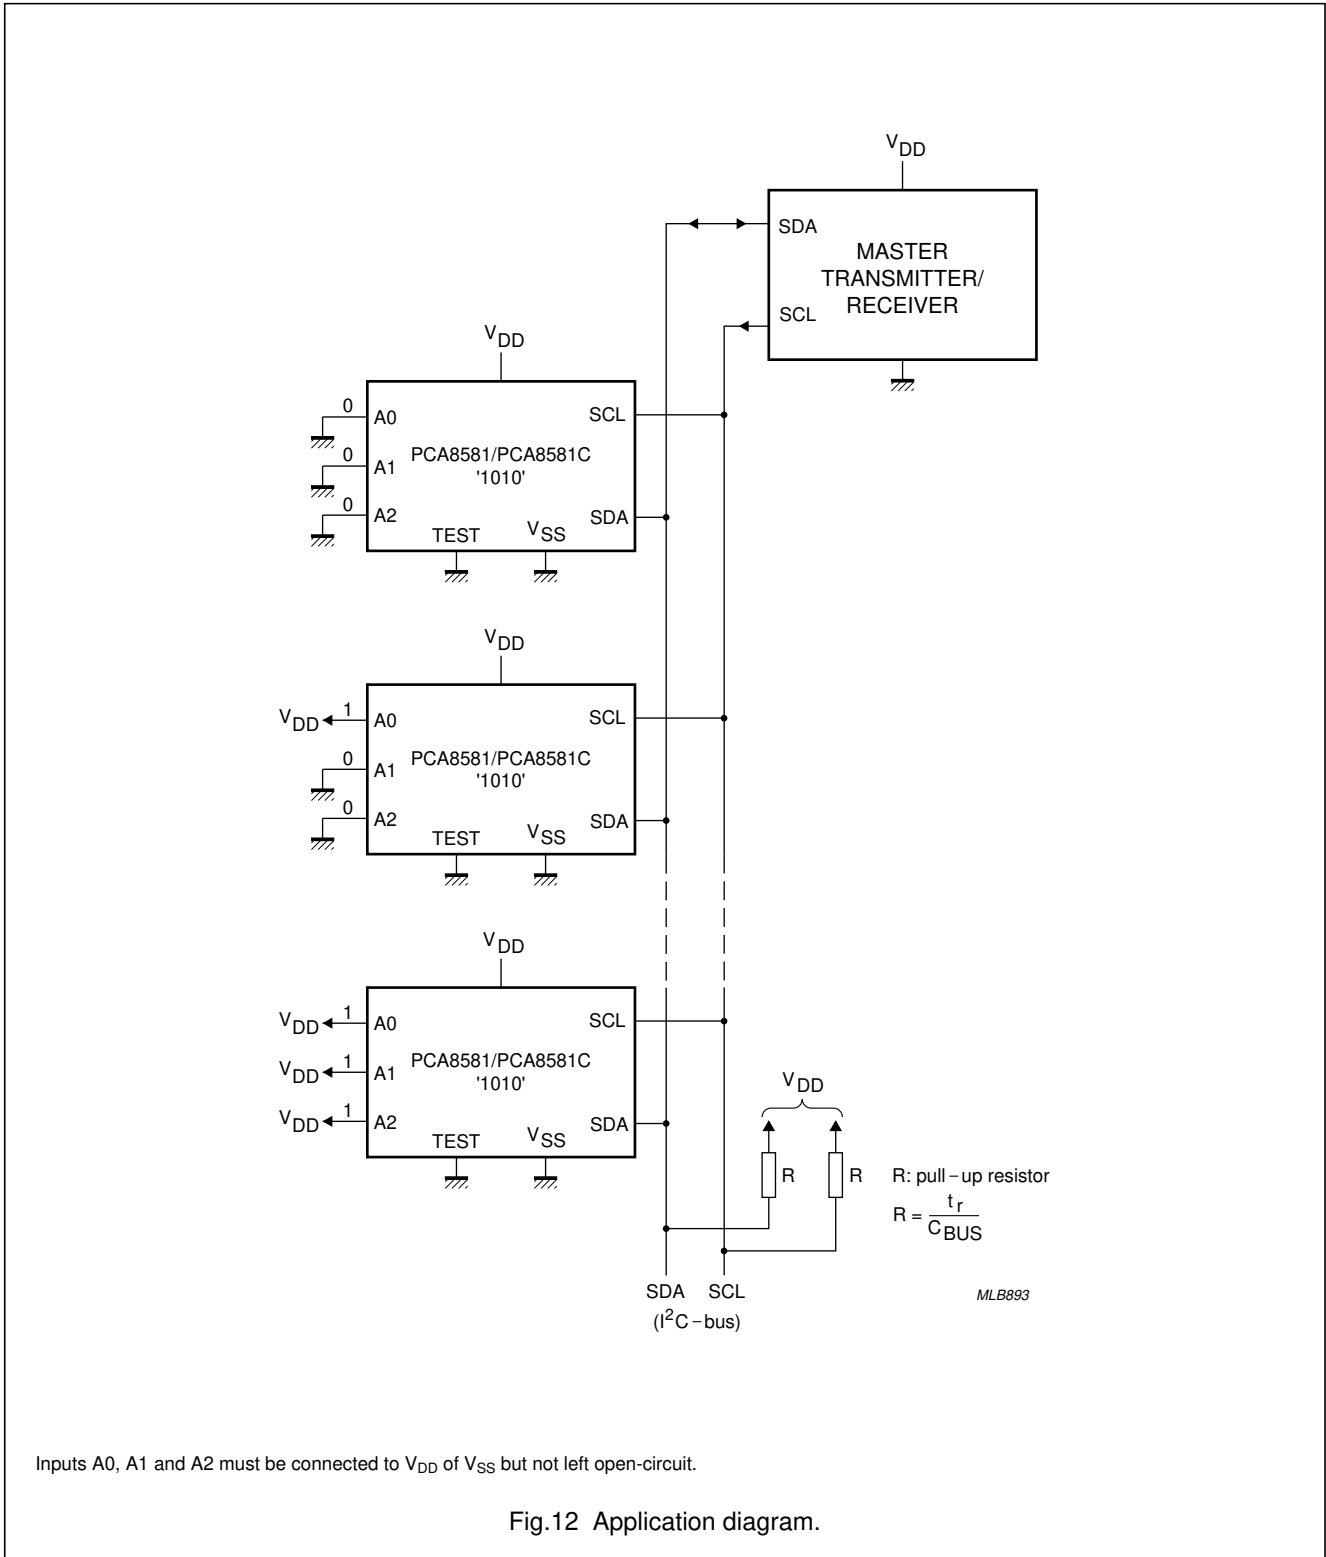 VDD
SDA
MASTER
TRANSMITTER/
RECEIVER
SCL
VDD
0 A0
SCL
0 A1
PCA8581/PCA8581C
'1010'
0 A2
SDA
TEST
VSS
VDD
VDD 1 A0
SCL
0 A1
PCA8581/PCA8581C
'1010'
0 A2
SDA
TEST
VSS
VDD
VDD 1 A0
SCL
VDD 1 A1
PCA8581/PCA8581C
'1010'
VDD 1 A2
SDA
TEST
VSS
VDD
R
R
R: pull-up resistor
R = tr
CBUS
SDA SCL
(I²C-bus)
MLB893
Inputs A0, A1 and A2 must be connected to VDD of VSS but not left open-circuit.
Fig.12 Application diagram.